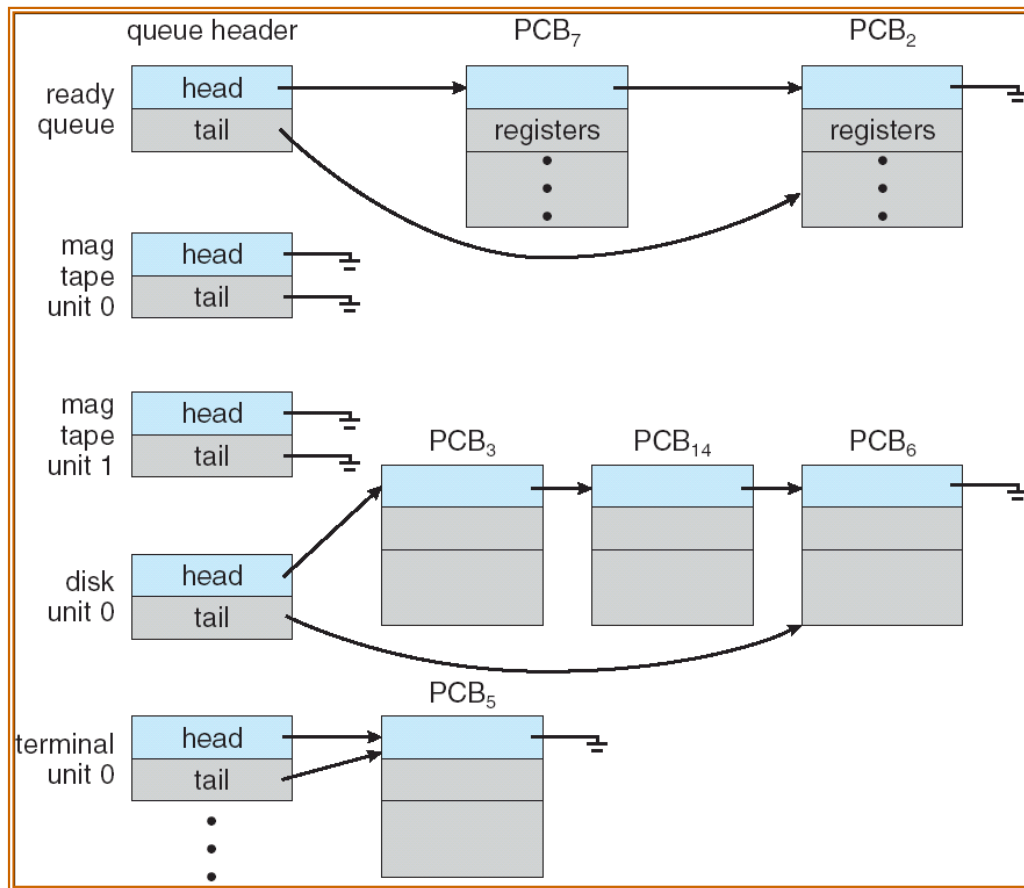 queue header
PCB7
PCB2
ready
queue
head
tail
registers
registers
mag
tape
unit 0
head
tail
mag
tape
unit 1
head
tail
PCB3
PCB14
PCB6
disk
unit 0
head
tail
PCB5
terminal
unit 0
head
tail